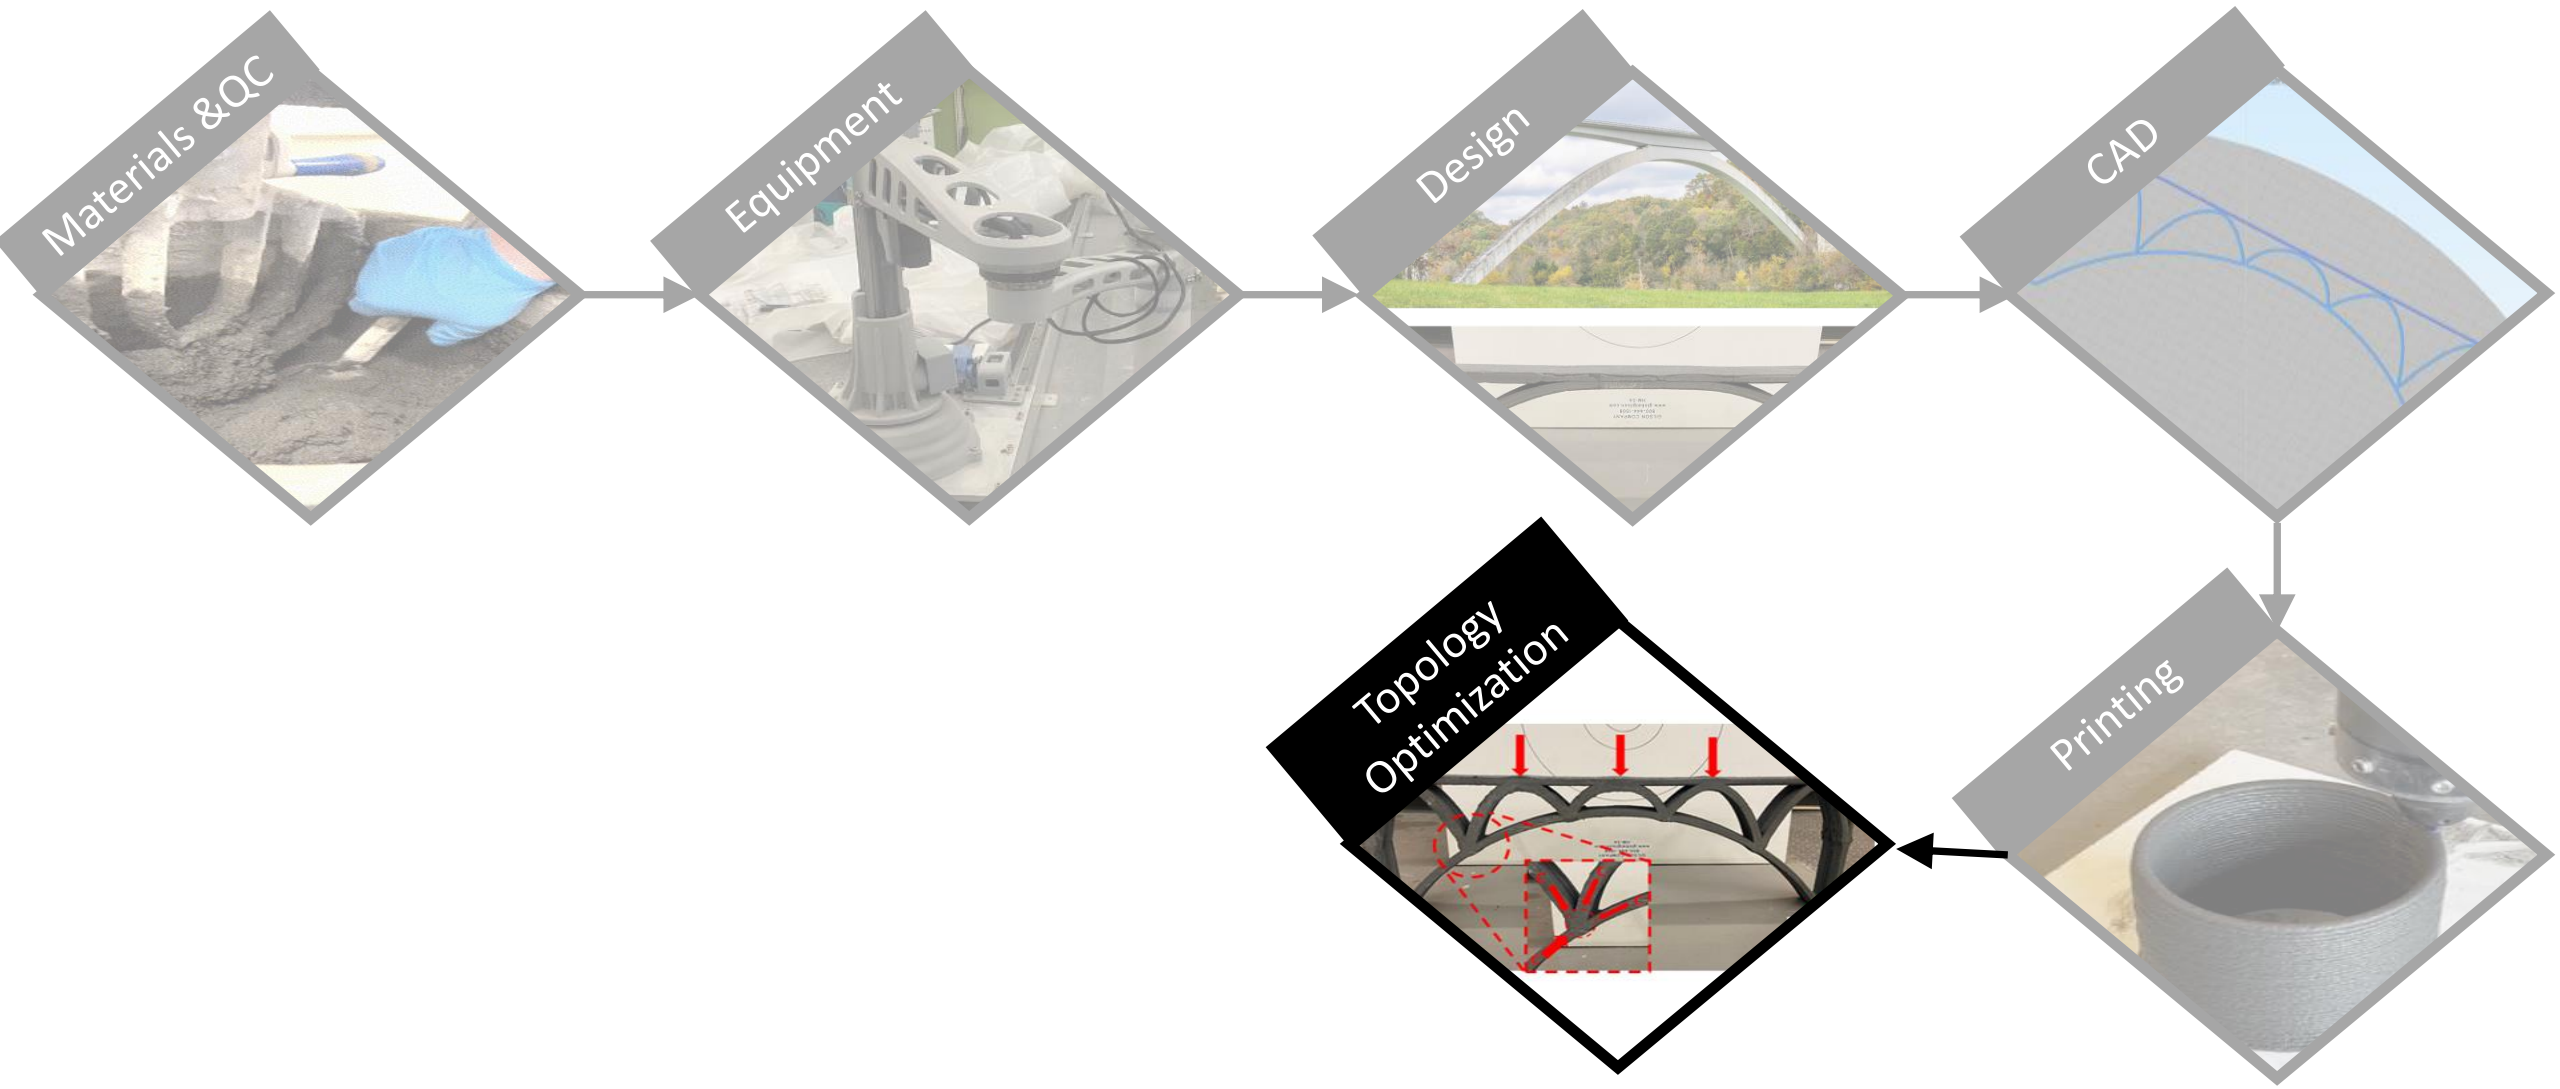 Materials &QC
Equipment
Design
CAD
Topology
Optimization
Printing